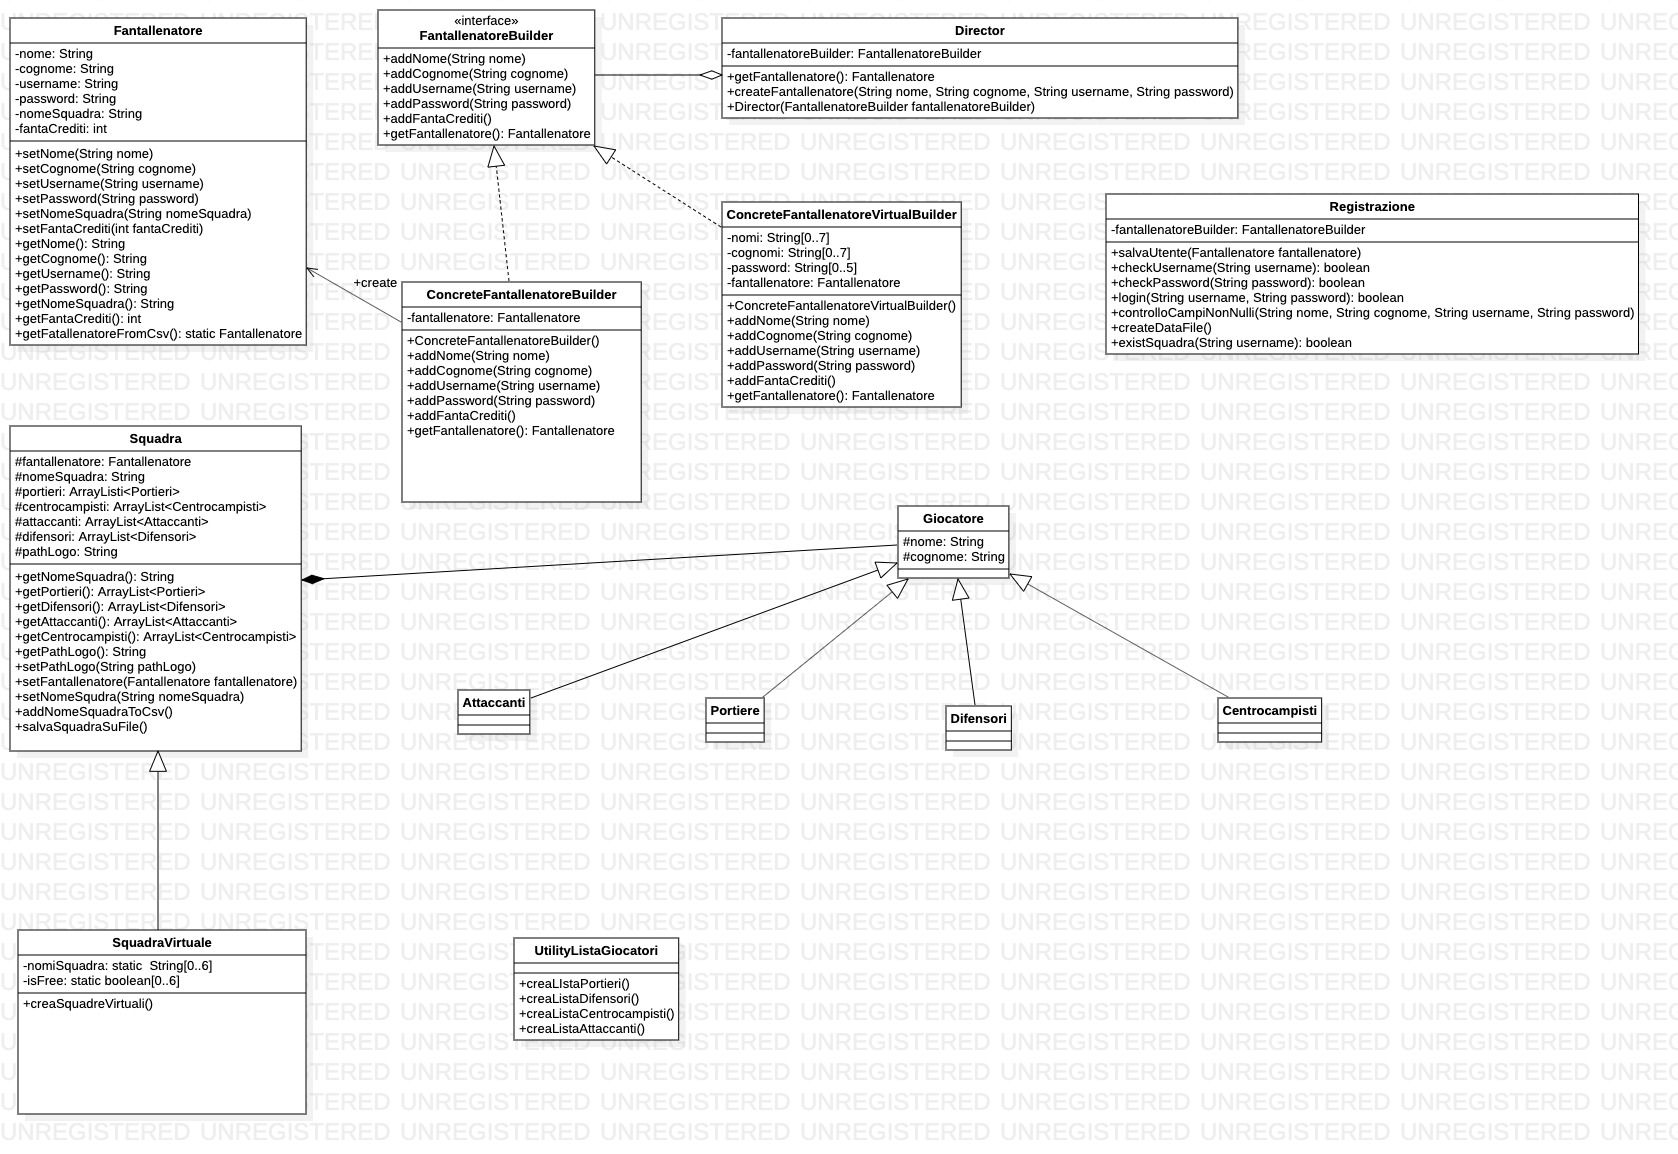 Fantallenatore
-nome: String
-cognome: String
-username: String
-password: String
-nomeSquadra: String
-fantaCrediti: int
+setNome(String nome)
+setCognome(String cognome)
+setUsername(String username)
+setPassword(String password)
+setNomeSquadra(String nomeSquadra)
+setFantaCrediti(int fantaCrediti)
+getNome(): String
+getCognome(): String
+getUsername(): String
+getPassword(): String
+getNomeSquadra(): String
+getFantaCrediti(): int
+getFatallenatoreFromCsv(): static Fantallenatore
«interface»
FantallenatoreBuilder
+addNome(String nome)
+addCognome(String cognome)
+addUsername(String username)
+addPassword(String password)
+addFantaCrediti()
+getFantallenatore(): Fantallenatore
Director
-fantallenatoreBuilder: FantallenatoreBuilder
+getFantallenatore(): Fantallenatore
+createFantallenatore(String nome, String cognome, String username, String password)
+Director(FantallenatoreBuilder fantallenatoreBuilder)
+create
ConcreteFantallenatoreBuilder
-fantallenatore: Fantallenatore
+ConcreteFantallenatoreBuilder()
+addNome(String nome)
+addCognome(String cognome)
+addUsername(String username)
+addPassword(String password)
+addFantaCrediti()
+getFantallenatore(): Fantallenatore
ConcreteFantallenatoreVirtualBuilder
-nomi: String[0..7]
-cognomi: String[0..7]
-password: String[0..5]
-fantallenatore: Fantallenatore
+ConcreteFantallenatoreVirtualBuilder()
+addNome(String nome)
+addCognome(String cognome)
+addUsername(String username)
+addPassword(String password)
+addFantaCrediti()
+getFantallenatore(): Fantallenatore
Registrazione
-fantallenatoreBuilder: FantallenatoreBuilder
+salvaUtente(Fantallenatore fantallenatore)
+checkUsername(String username): boolean
+checkPassword(String password): boolean
+login(String username, String password): boolean
+controlloCampiNonNulli(String nome, String cognome, String username, String password)
+createDataFile()
+existSquadra(String username): boolean
Squadra
#fantallenatore: Fantallenatore
#nomeSquadra: String
#portieri: ArrayListi<Portieri>
#centrocampisti: ArrayList<Centrocampisti>
#attaccanti: ArrayList<Attaccanti>
#difensori: ArrayList<Difensori>
#pathLogo: String
+getNomeSquadra(): String
+getPortieri(): ArrayList<Portieri>
+getDifensori(): ArrayList<Difensori>
+getAttaccanti(): ArrayList<Attaccanti>
+getCentrocampisti(): ArrayList<Centrocampisti>
+getPathLogo(): String
+setPathLogo(String pathLogo)
+setFantallenatore(Fantallenatore fantallenatore)
+setNomeSqudra(String nomeSquadra)
+addNomeSquadraToCsv()
+salvaSquadraSuFile()
Giocatore
#nome: String
#cognome: String
Attaccanti
Portiere
Difensori
Centrocampisti
SquadraVirtuale
-nomiSquadra: static  String[0..6]
-isFree: static boolean[0..6]
+creaSquadreVirtuali()
UtilityListaGiocatori
+creaLIstaPortieri()
+creaListaDifensori()
+creaListaCentrocampisti()
+creaListaAttaccanti()